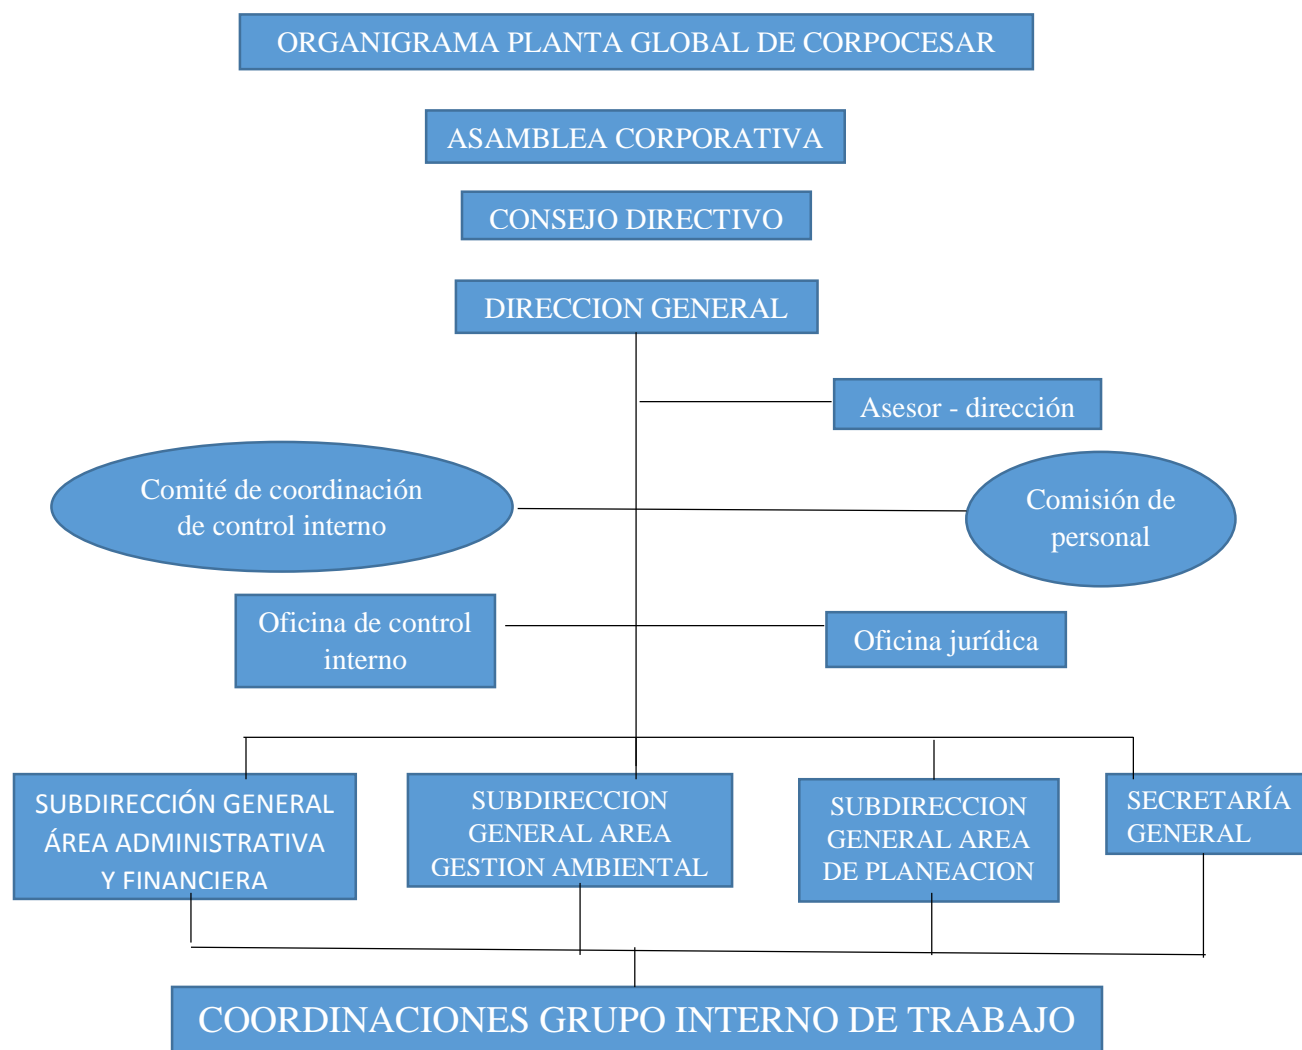 ORGANIGRAMA PLANTA GLOBAL DE CORPOCESAR
ASAMBLEA CORPORATIVA
CONSEJO DIRECTIVO
DIRECCION GENERAL
Asesor - dirección
Comité de coordinación
de control interno
Comisión de
personal
Oficina de control
interno
Oficina jurídica
SUBDIRECCIÓN GENERAL
ÁREA ADMINISTRATIVA
Y FINANCIERA
SUBDIRECCION
GENERAL AREA
GESTION AMBIENTAL
SUBDIRECCION
GENERAL AREA
DE PLANEACION
SECRETARÍA
GENERAL
COORDINACIONES GRUPO INTERNO DE TRABAJO